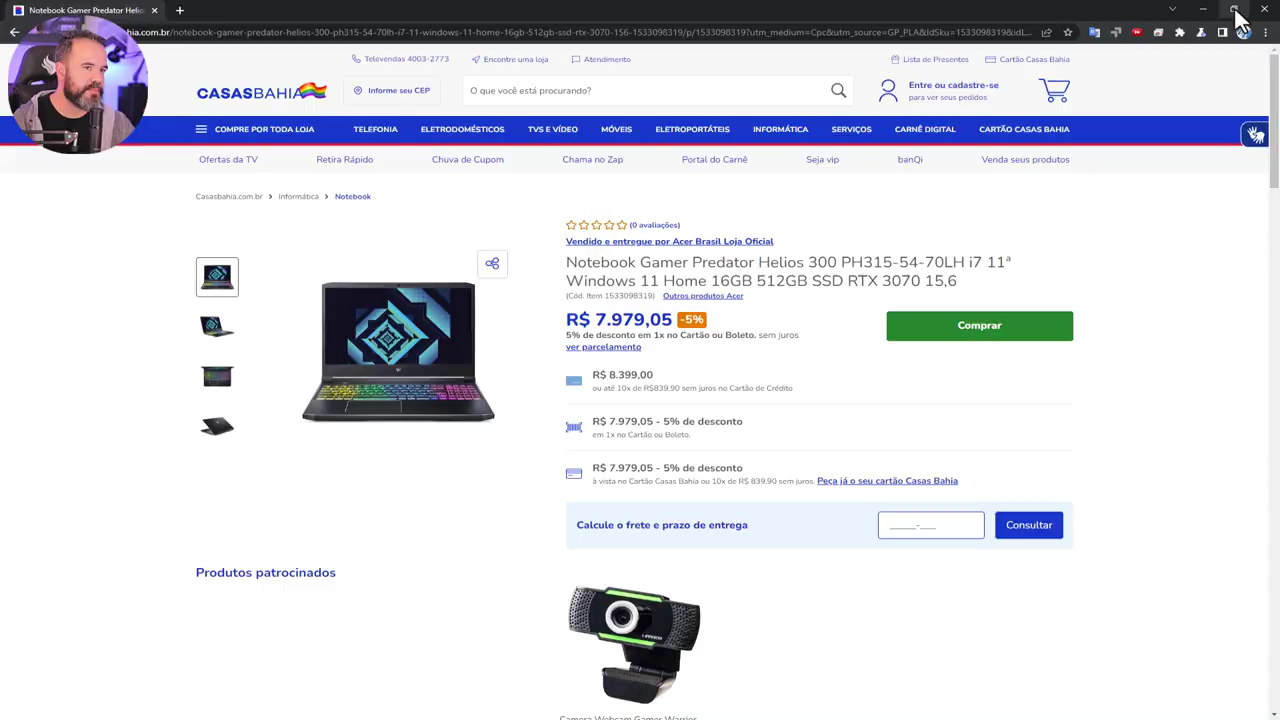 Notebook Gamer Predator Helios
ia.com.br/notebook-gamer-predator-helios-300-ph315-54-70lh-i7-11-windows-11-home-16gb-512gb-ssd-rtx-3070-156-1533098319/p/1533098319?utm_medium=Cpc&utm_source=GP_PLA&IdSku=1533098319&idL...
Televendas 4003-2773
Encontre uma loja
Atendimento
Lista de Presentes
Cartão Casas Bahia
CASASBAHIA
Informe seu CEP
O que você está procurando?
Entre ou cadastre-se
para ver seus pedidos
COMPRE POR TODA LOJA
TELEFONIA
ELETRODOMÉSTICOS
TVS E VÍDEO
MÓVEIS
ELETROPORTÁTEIS
INFORMÁTICA
SERVIÇOS
CARNÊ DIGITAL
CARTÃO CASAS BAHIA
Ofertas da TV
Retira Rápido
Chuva de Cupom
Chama no Zap
Portal do Carnê
Seja vip
banQi
Venda seus produtos
Casasbahia.com.br > Informática > Notebook
(0 avaliações)
Vendido e entregue por Acer Brasil Loja Oficial
Notebook Gamer Predator Helios 300 PH315-54-70LH i7 11ª
Windows 11 Home 16GB 512GB SSD RTX 3070 15,6
(Cód. Item 1533098319) Outros produtos Acer
R$ 7.979,05 -5%
5% de desconto em 1x no Cartão ou Boleto. sem juros
ver parcelamento
Comprar
R$ 8.399,00
ou até 10x de R$839,90 sem juros no Cartão de Crédito
R$ 7.979,05 - 5% de desconto
em 1x no Cartão ou Boleto.
R$ 7.979,05 - 5% de desconto
à vista no Cartão Casas Bahia ou 10x de R$ 839,90 sem juros. Peça já o seu cartão Casas Bahia
Calcule o frete e prazo de entrega
_____-___
Consultar
Produtos patrocinados
Camera Webcam Gamer Warrior